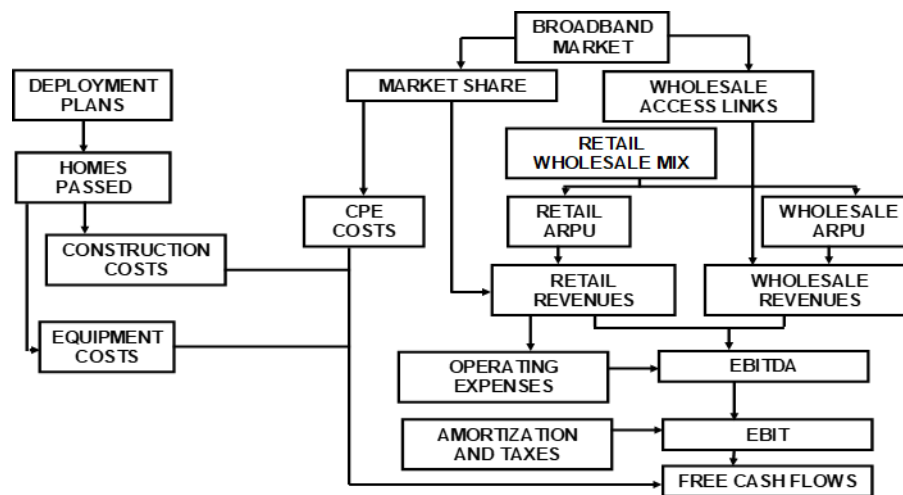 BROADBAND
MARKET
DEPLOYMENT
PLANS
MARKET SHARE
WHOLESALE
ACCESS LINKS
RETAIL
WHOLESALE MIX
HOMES
PASSED
CPE
COSTS
RETAIL
ARPU
WHOLESALE
ARPU
CONSTRUCTION
COSTS
RETAIL
REVENUES
WHOLESALE
REVENUES
EQUIPMENT
COSTS
OPERATING
EXPENSES
EBITDA
AMORTIZATION
AND TAXES
EBIT
FREE CASH FLOWS